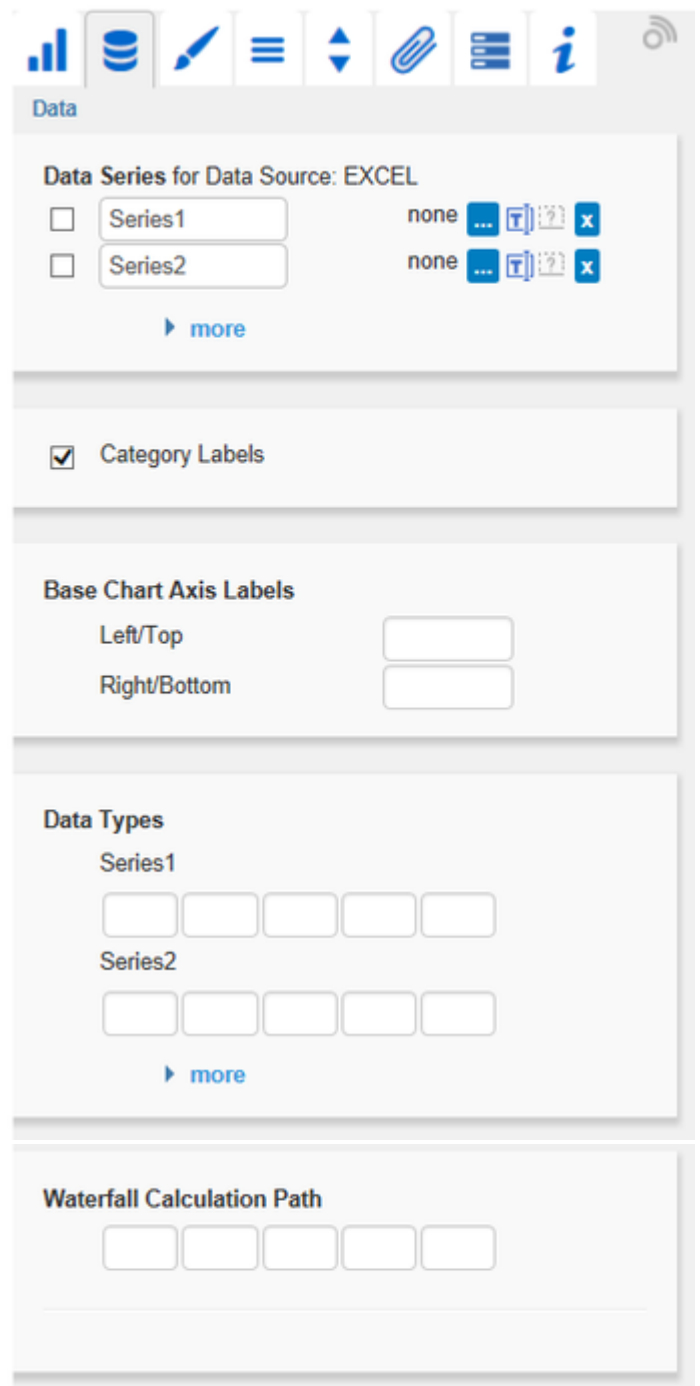 Data
Data Series for Data Source: EXCEL
Series1 none ... T ? x
Series2 none ... T ? x
more
Category Labels
Base Chart Axis Labels
Left/Top
Right/Bottom
Data Types
Series1
Series2
more
Waterfall Calculation Path